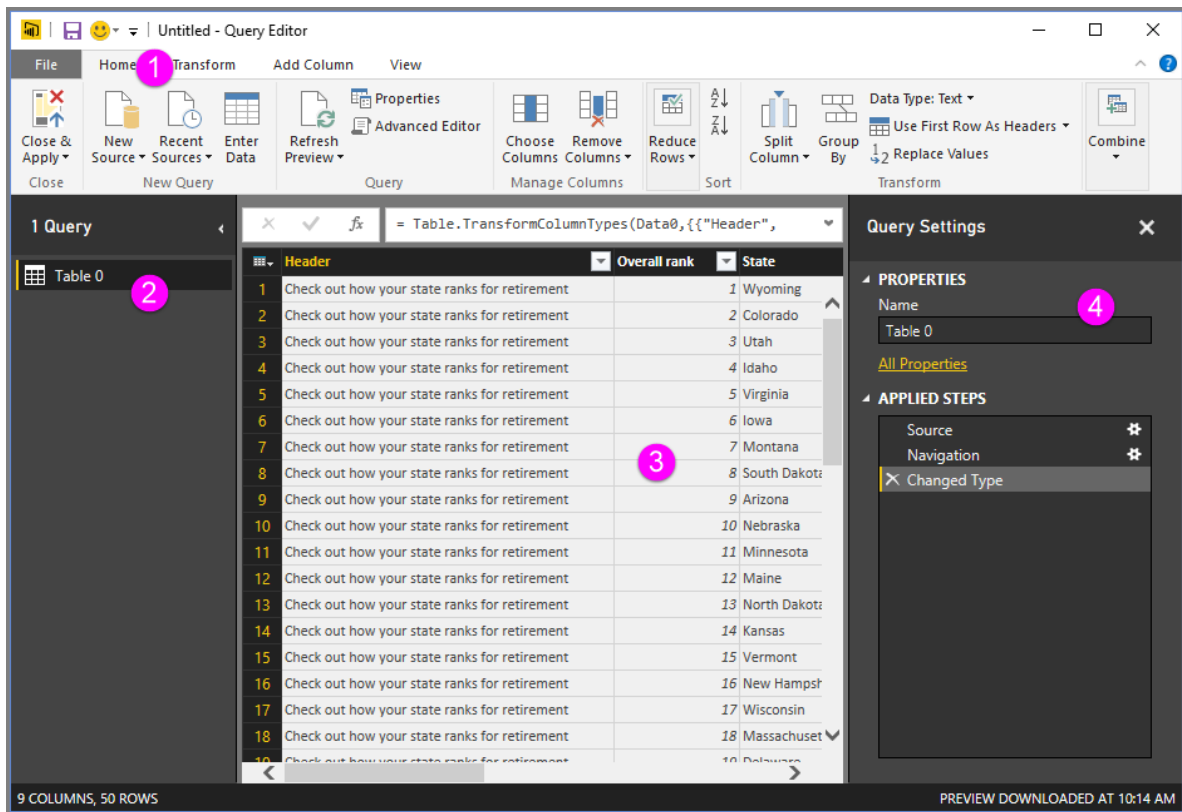 Untitled - Query Editor
File Home Transform Add Column View
1
Close & Apply
New Source
Recent Sources
Enter Data
Refresh Preview
Properties
Advanced Editor
Choose Columns
Remove Columns
Reduce Rows
Split Column
Group By
Data Type: Text
Use First Row As Headers
Replace Values
Combine
Close New Query Query Manage Columns Sort Transform
1 Query
Table 0
2
fx = Table.TransformColumnTypes(Data0,{{"Header",
Header Overall rank State
1 Check out how your state ranks for retirement 1 Wyoming
2 Check out how your state ranks for retirement 2 Colorado
3 Check out how your state ranks for retirement 3 Utah
4 Check out how your state ranks for retirement 4 Idaho
5 Check out how your state ranks for retirement 5 Virginia
6 Check out how your state ranks for retirement 6 Iowa
7 Check out how your state ranks for retirement 7 Montana
3
8 Check out how your state ranks for retirement 8 South Dakota
9 Check out how your state ranks for retirement 9 Arizona
10 Check out how your state ranks for retirement 10 Nebraska
11 Check out how your state ranks for retirement 11 Minnesota
12 Check out how your state ranks for retirement 12 Maine
13 Check out how your state ranks for retirement 13 North Dakota
14 Check out how your state ranks for retirement 14 Kansas
15 Check out how your state ranks for retirement 15 Vermont
16 Check out how your state ranks for retirement 16 New Hampsh
17 Check out how your state ranks for retirement 17 Wisconsin
18 Check out how your state ranks for retirement 18 Massachuset
19 Check out how your state ranks for retirement 19 Delaware
Query Settings
PROPERTIES
Name
4
Table 0
All Properties
APPLIED STEPS
Source
Navigation
Changed Type
9 COLUMNS, 50 ROWS
PREVIEW DOWNLOADED AT 10:14 AM